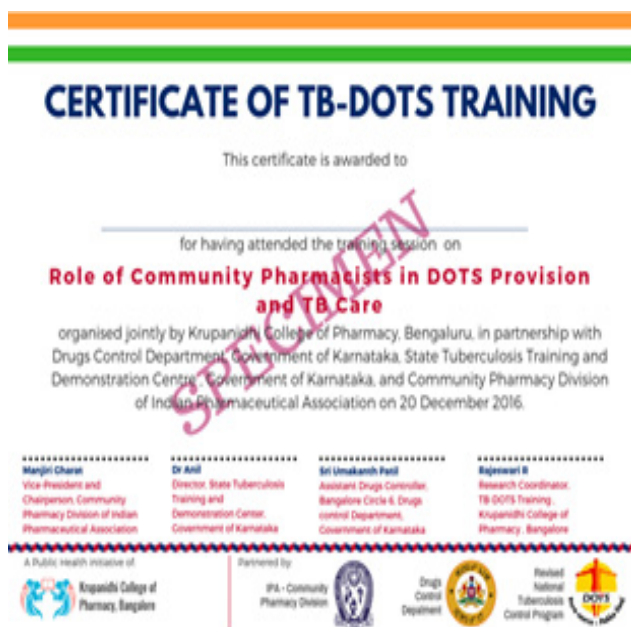 CERTIFICATE OF TB-DOTS TRAINING
This certificate is awarded to
for having attended the training session on
Role of Community Pharmacists in DOTS Provision
and TB Care
organised jointly by Krupanidhi College of Pharmacy, Bengaluru, in partnership with
Drugs Control Department, Government of Karnataka, State Tuberculosis Training and
Demonstration Centre, Government of Karnataka, and Community Pharmacy Division
of Indian Pharmaceutical Association on 20 December 2016.
SPECIMEN
Manjiri Gharat
Vice-President and
Chairperson, Community
Pharmacy Division of Indian
Pharmaceutical Association
Dr Anil
Director, State Tuberculosis
Training and
Demonstration Center,
Government of Karnataka
Sri Umakanth Patil
Assistant Drugs Controller,
Bangalore Circle 6, Drugs
control Department,
Government of Karnataka
Rajeswari R
Research Coordinator,
TB DOTS Training,
Krupanidhi College of
Pharmacy, Bangalore
A Public Health initiative of:
Krupanidhi College of
Pharmacy, Bangalore
Partnered by:
IPA - Community
Pharmacy Division
Drugs
Control
Depaiment
Revised
National
Tuberculosis
Control Program
DOTS